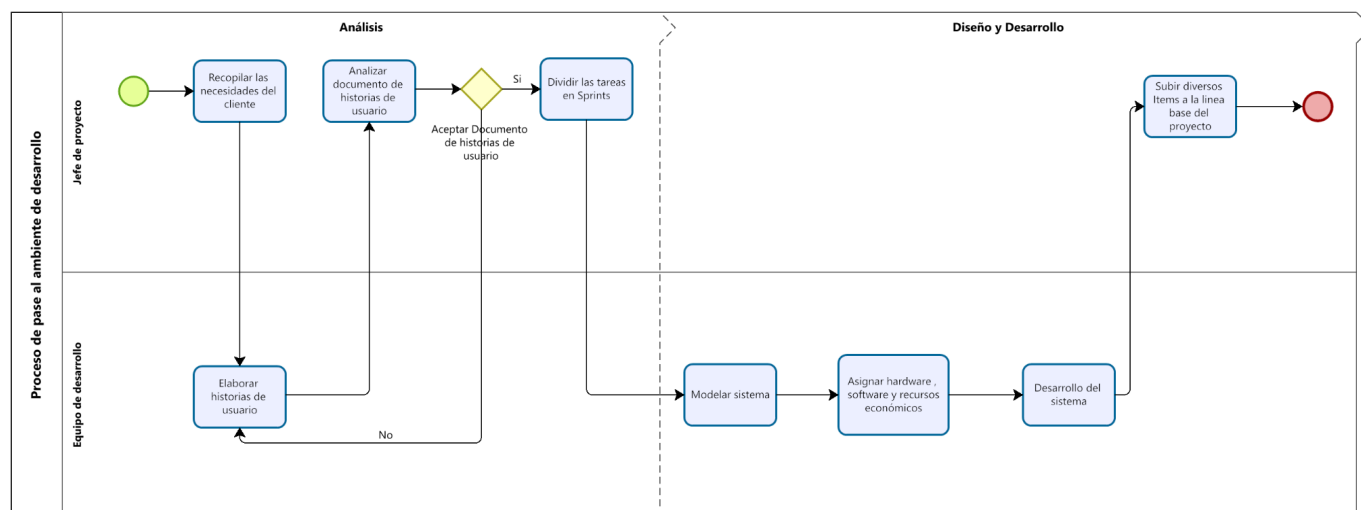 Proceso de pase al ambiente de desarrollo
Análisis
Diseño y Desarrollo
Jefe de proyecto
Recopilar las
necesidades del
cliente
Analizar
documento de
historias de
usuario
Aceptar Documento
de historias de
usuario
Si
Dividir las tareas
en Sprints
Subir diversos
Items a la linea
base del
proyecto
Equipo de desarrollo
Elaborar
historias de
usuario
No
Modelar sistema
Asignar hardware ,
software y recursos
económicos
Desarrollo del
sistema